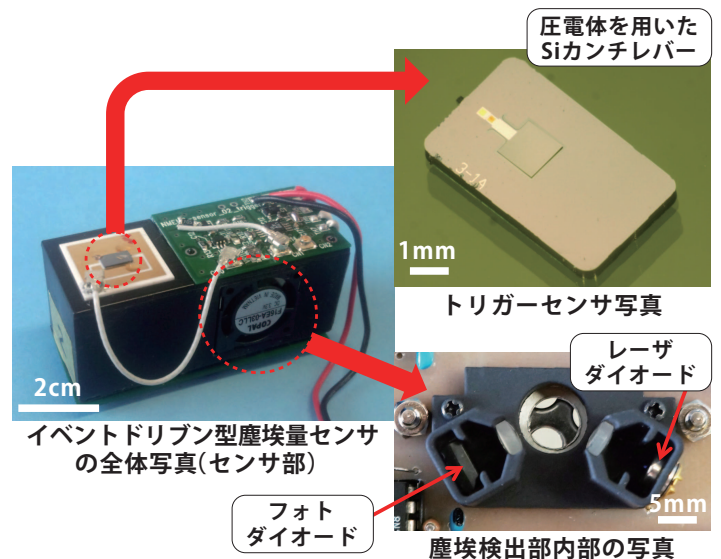 圧電体を用いた
Siカンチレバー
3-14
1mm
トリガーセンサ写真
COPAL
F16EA-03LLC
2cm
イベントドリブン型塵埃量センサ
の全体写真(センサ部)
レーザ
ダイオード
フォト
ダイオード
5mm
塵埃検出部内部の写真